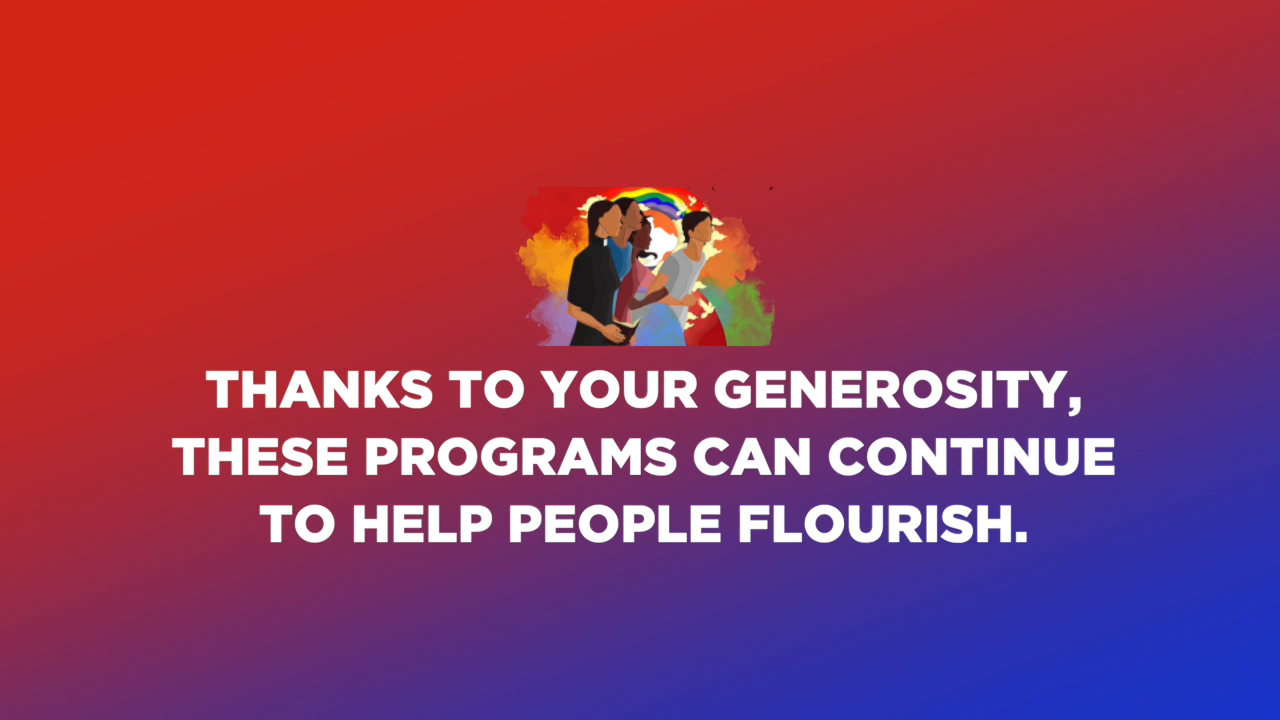 THANKS TO YOUR GENEROSITY,
THESE PROGRAMS CAN CONTINUE
TO HELP PEOPLE FLOURISH.